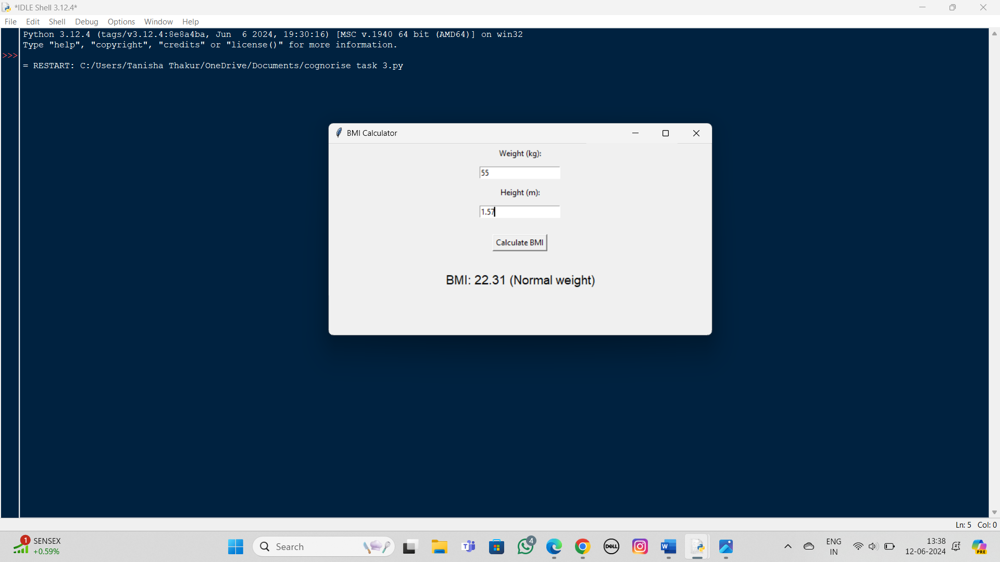 *IDLE Shell 3.12.4*
File Edit Shell Debug Options Window Help
Python 3.12.4 (tags/v3.12.4:8e8a4ba, Jun  6 2024, 19:30:16) [MSC v.1940 64 bit (AMD64)] on win32
Type "help", "copyright", "credits" or "license()" for more information.
>>>
= RESTART: C:/Users/Tanisha Thakur/OneDrive/Documents/cognorise task 3.py
BMI Calculator
Weight (kg):
55
Height (m):
1.57
Calculate BMI
BMI: 22.31 (Normal weight)
Ln: 5 Col: 0
1 SENSEX
+0.59%
Search
T
4
DELL
W
PRE
ENG
IN
13:38
12-06-2024